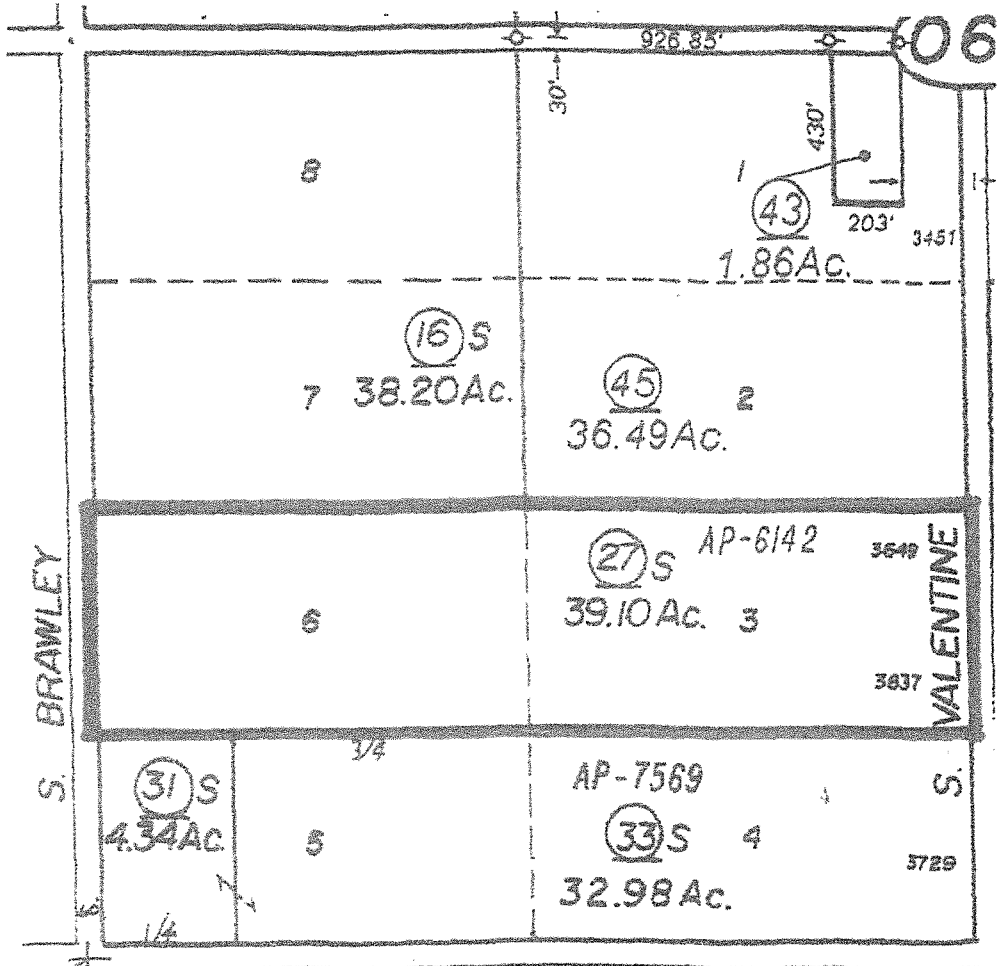 06
926.85'
30'
430'
8
1
43
203'
3451
1.86Ac.
16 S
7
38.20Ac.
45
2
36.49Ac.
AP-6142
3649
27 S
39.10Ac.
3
6
3837
S. BRAWLEY
S. VALENTINE
1/4
AP-7569
31 S
4.34Ac.
5
33 S
4
3729
32.98Ac.
1/4